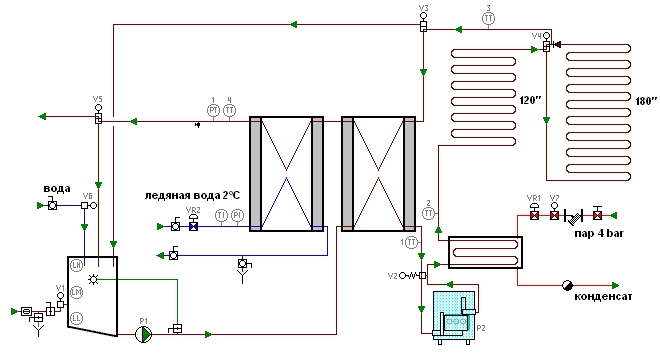 V3
3
TT
V4
120"
180"
V5
1
4
PT
TT
вода
V6
ледяная вода 2°C
VR2
TI
PI
2
TT
VR1
V7
пар 4 bar
1
TT
LH
V2
LM
V1
LL
P1
P2
конденсат